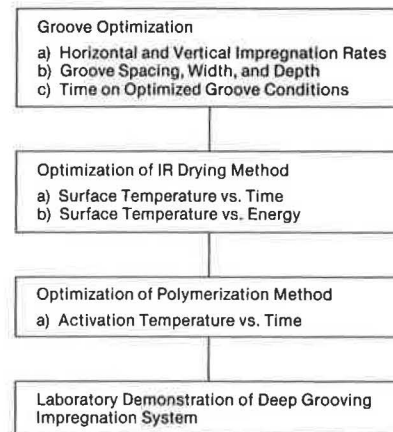 Groove Optimization
a) Horizontal and Vertical Impregnation Rates
b) Groove Spacing, Width, and Depth
c) Time on Optimized Groove Conditions
Optimization of IR Drying Method
a) Surface Temperature vs. Time
b) Surface Temperature vs. Energy
Optimization of Polymerization Method
a) Activation Temperature vs. Time
Laboratory Demonstration of Deep Grooving
Impregnation System